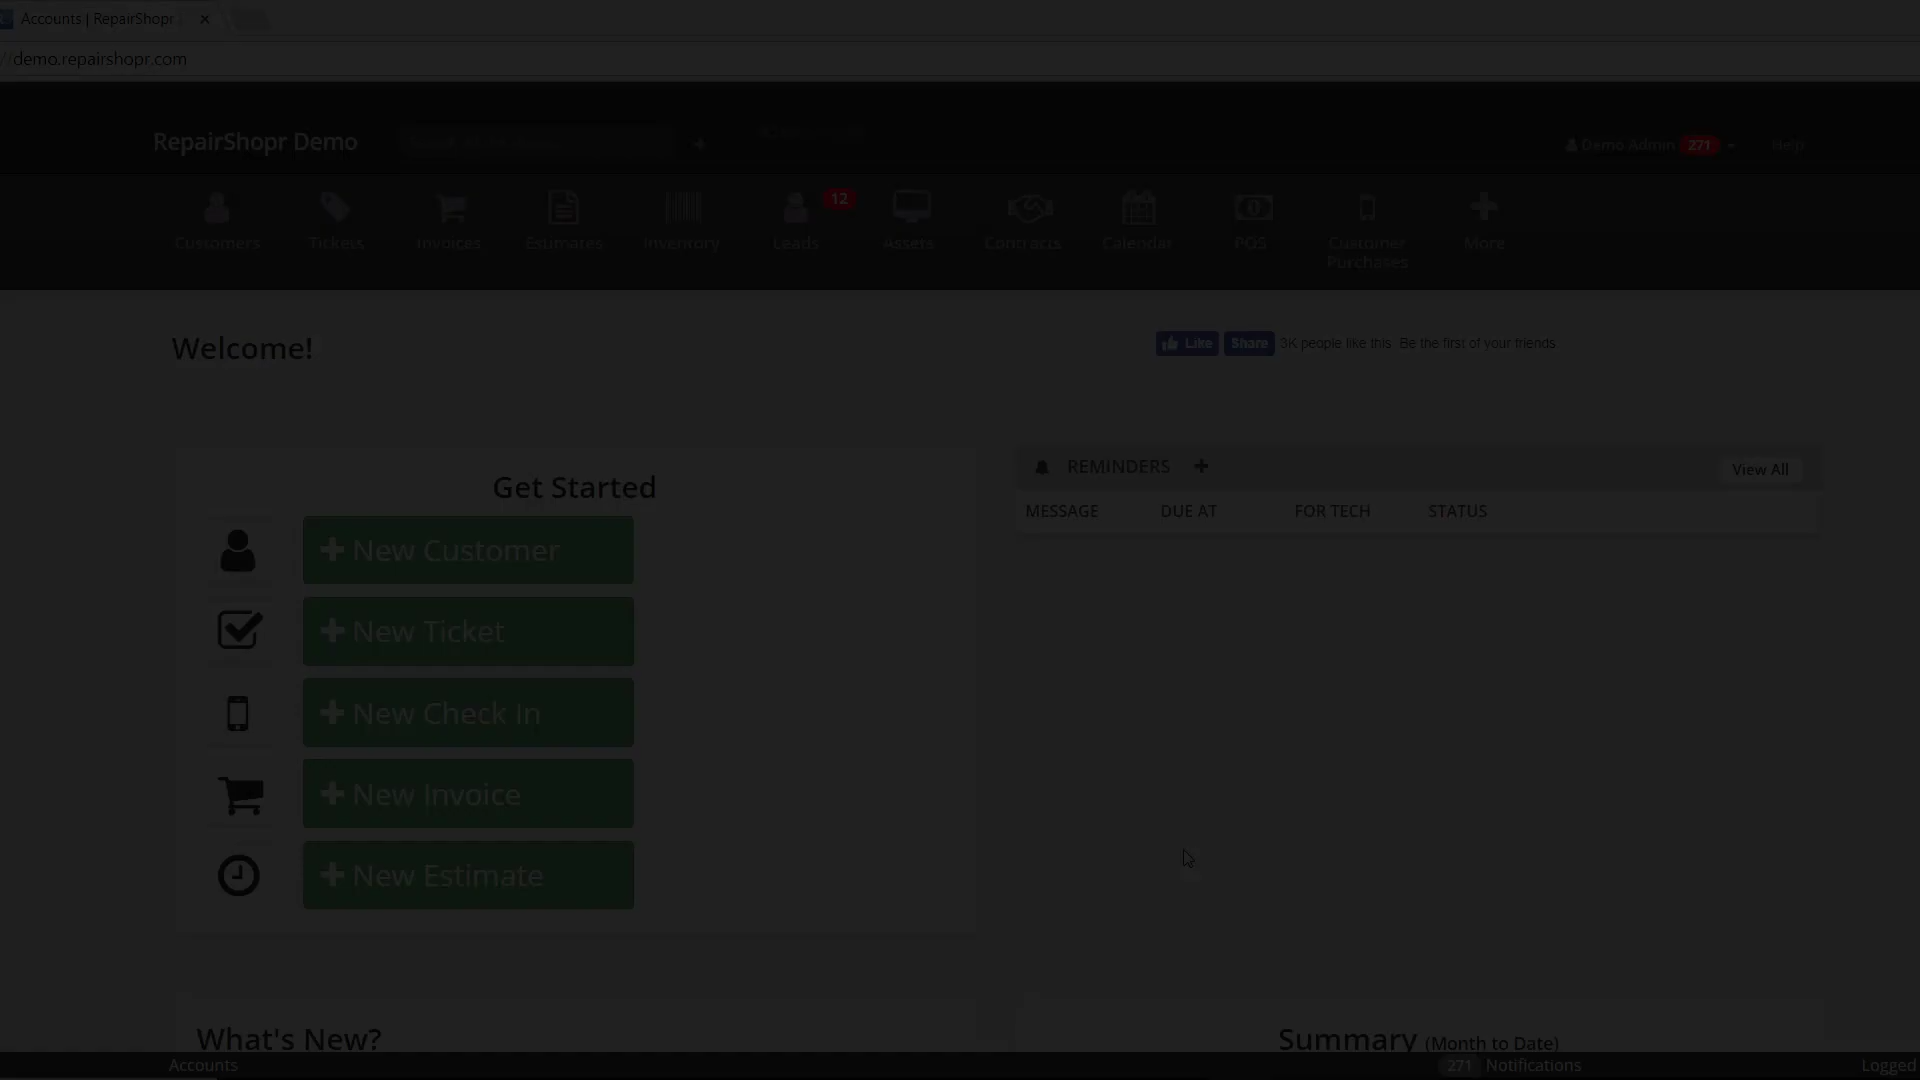 Accounts | RepairShopr
//demo.repairshopr.com
RepairShopr Demo
Demo Admin 271
Help
12
Customers
Tickets
Invoices
Estimates
Inventory
Leads
Assets
Contracts
Calendar
POS
Customer
Purchases
More
Welcome!
Like
Share
3K people like this. Be the first of your friends.
Get Started
New Customer
New Ticket
New Check In
New Invoice
New Estimate
REMINDERS
View All
MESSAGE DUE AT FOR TECH STATUS
What's New?
Summary (Month to Date)
Accounts
271 Notifications
Logged